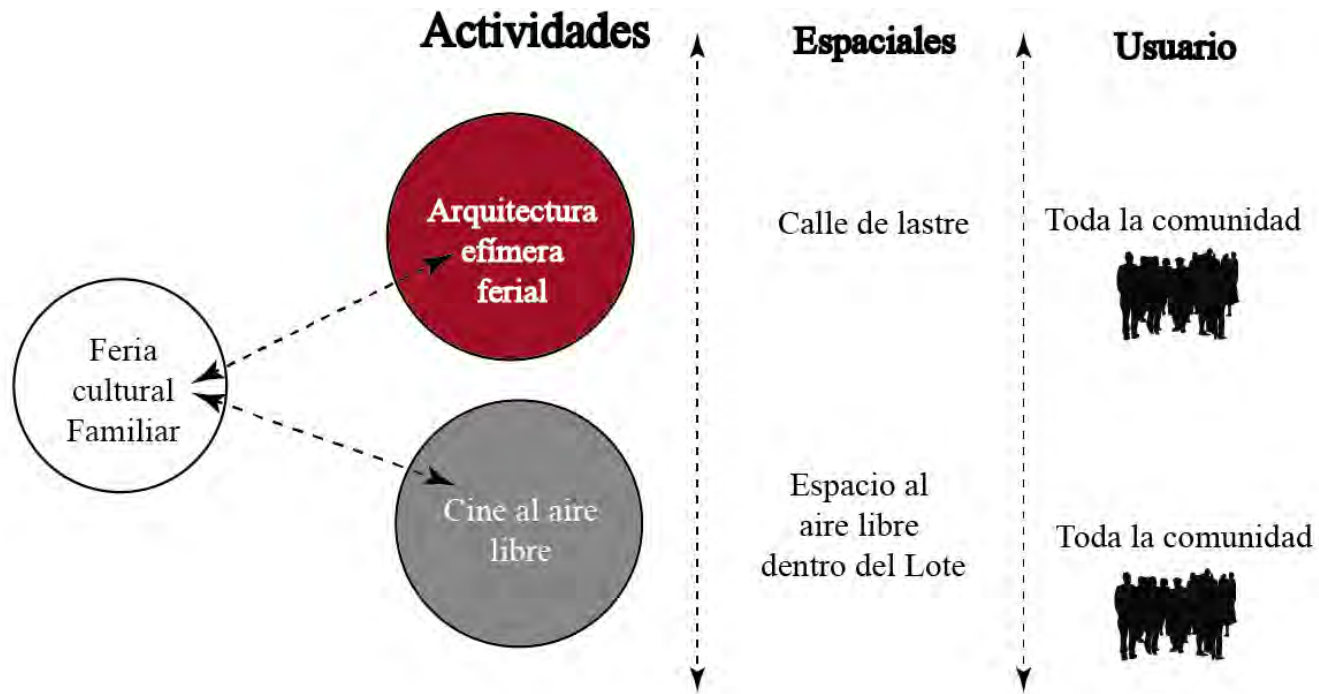 Actividades
Espaciales
Usuario
Feria
cultural
Familiar
Arquitectura
efímera
ferial
Calle de lastre
Toda la comunidad
Cine al aire
libre
Espacio al
aire libre
dentro del Lote
Toda la comunidad